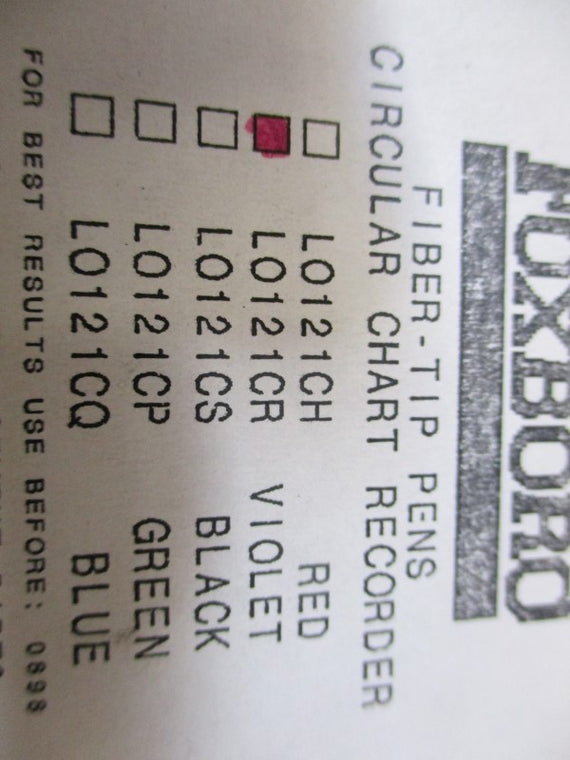 FOXBORO
FIBER-TIP PENS
CIRCULAR CHART RECORDER
LO121CH RED
LO121CR VIOLET
LO121CS BLACK
LO121CP GREEN
LO121CQ BLUE
FOR BEST RESULTS USE BEFORE: 0898